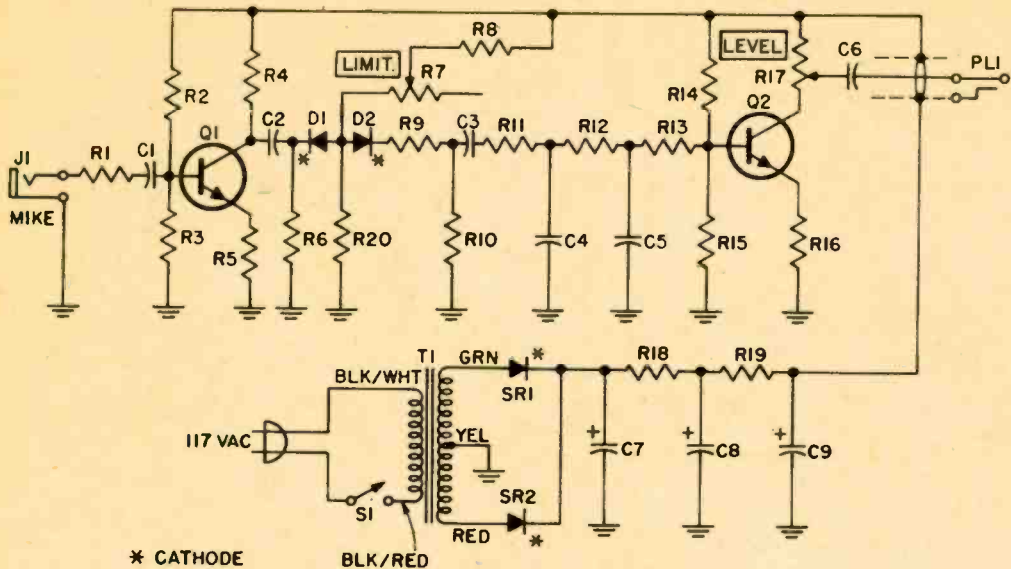 R8
LIMIT.
LEVEL
C6
PL1
R7
R4
R2
R14
R17
Q1
Q2
C2
D1
D2
R9
C3
R11
R12
R13
J1
R1
C1
*
*
MIKE
R3
R5
R6
R20
R10
C4
C5
R15
R16
T1
GRN
*
BLK/WHT
SR1
R18
R19
117 VAC
YEL
+
C7
+
C8
+
C9
SR2
S1
RED
*
* CATHODE
BLK/RED